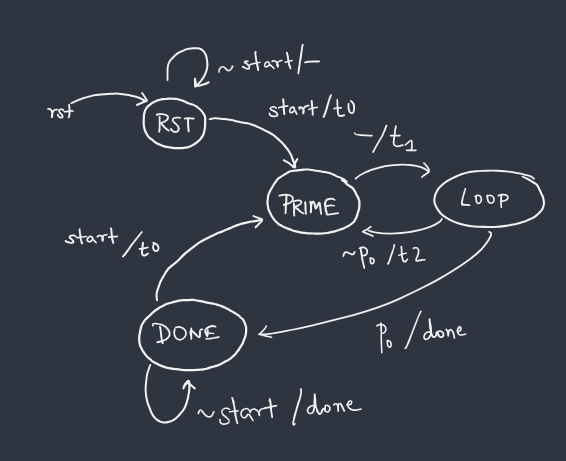 ~ start/-
rst
RST
start/t0
-/t1
PRIME
LOOP
start/t0
~p0/t2
DONE
p0/done
~start/done